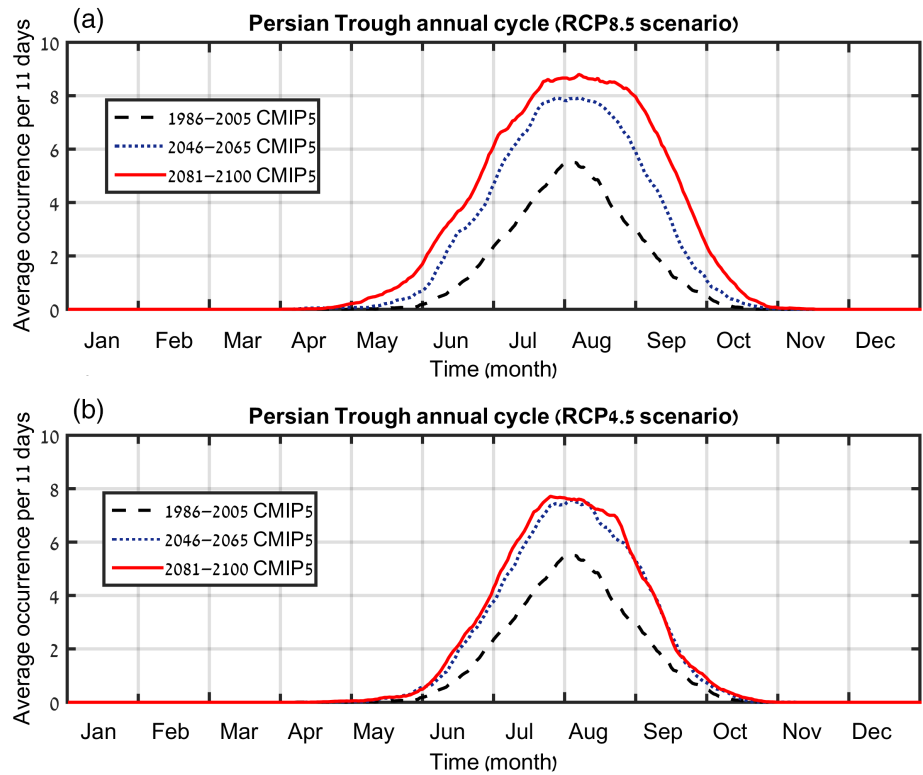 (a)
Persian Trough annual cycle (RCP8.5 scenario)
Average occurrence per 11 days
10
8
6
4
2
0
1986–2005 CMIP5
2046–2065 CMIP5
2081–2100 CMIP5
Jan Feb Mar Apr May Jun Jul Aug Sep Oct Nov Dec
Time (month)
(b)
Persian Trough annual cycle (RCP4.5 scenario)
Average occurrence per 11 days
10
8
6
4
2
0
1986–2005 CMIP5
2046–2065 CMIP5
2081–2100 CMIP5
Jan Feb Mar Apr May Jun Jul Aug Sep Oct Nov Dec
Time (month)